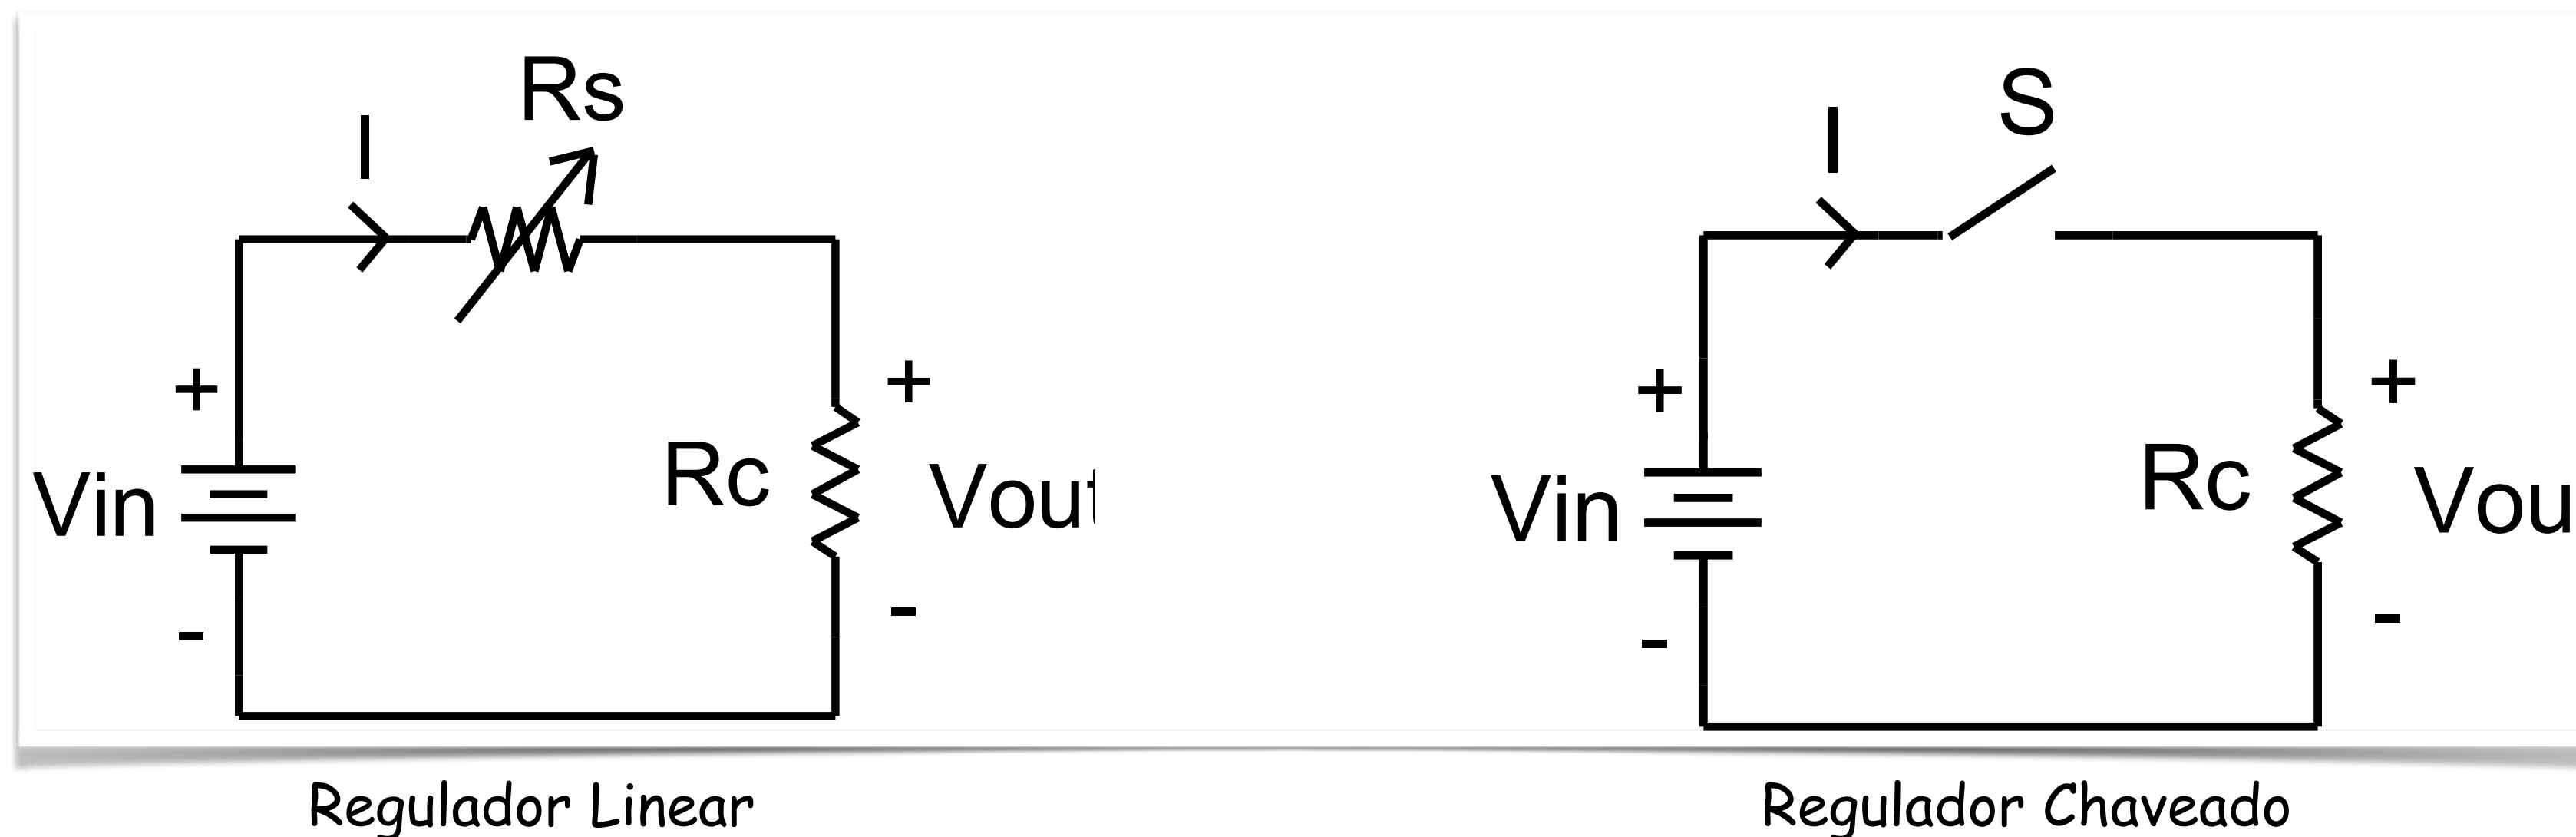 Rs
I
+
Vin
-
Rc
+
Vout
-
S
I
+
Vin
-
Rc
+
Vou
-
Regulador Linear
Regulador Chaveado